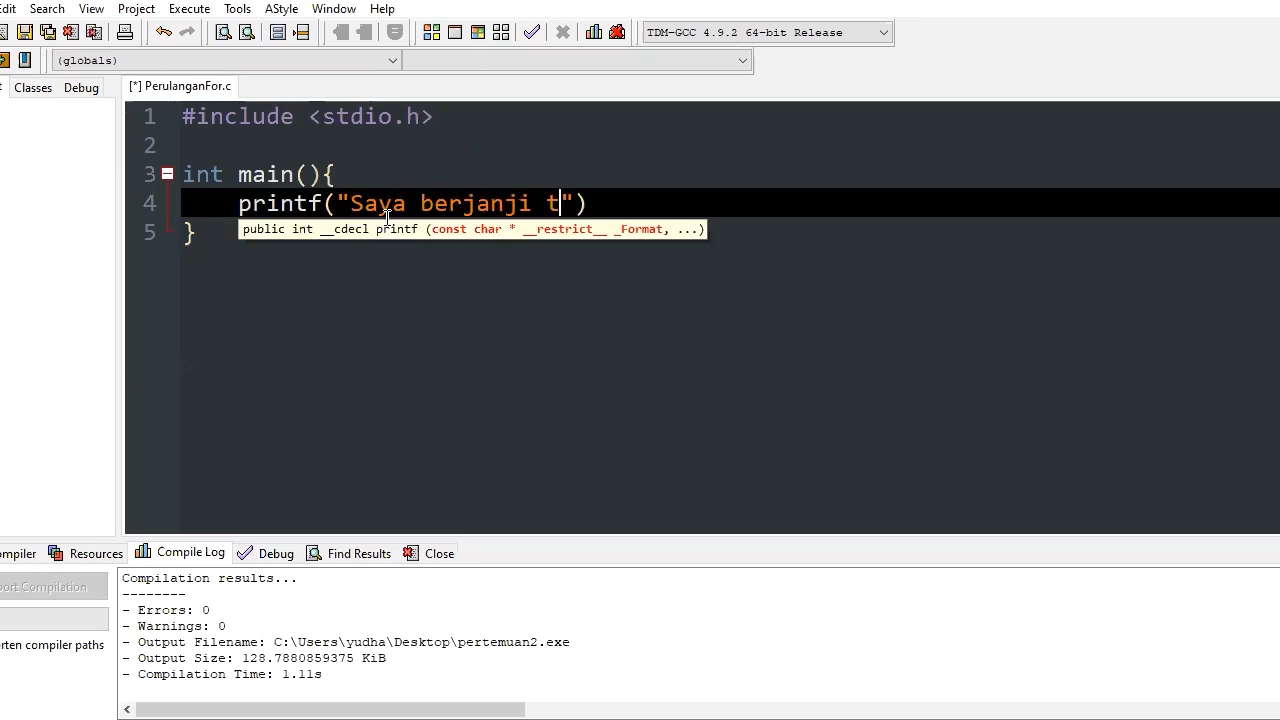 Edit Search View Project Execute Tools AStyle Window Help
TDM-GCC 4.9.2 64-bit Release
(globals)
Classes Debug [*] PerulanganFor.c
1 #include <stdio.h>
2
3 int main(){
4 printf("Saya berjanji t")
public int __cdecl printf (const char * __restrict__ _Format, ...)
5 }
Resources Compile Log Debug Find Results Close
Compilation results...
--------
- Errors: 0
- Warnings: 0
- Output Filename: C:\Users\yudha\Desktop\pertemuan2.exe
- Output Size: 128.7880859375 KiB
- Compilation Time: 1.11s
Compilation
rten compiler paths